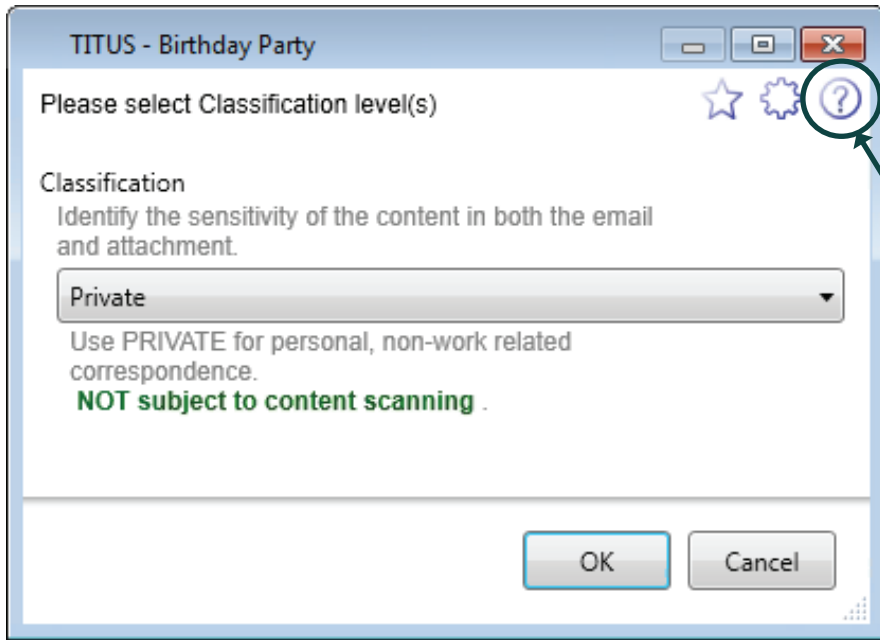 TITUS - Birthday Party
Please select Classification level(s)
?
Classification
Identify the sensitivity of the content in both the email
and attachment.
Private
Use PRIVATE for personal, non-work related
correspondence.
NOT subject to content scanning .
OK
Cancel